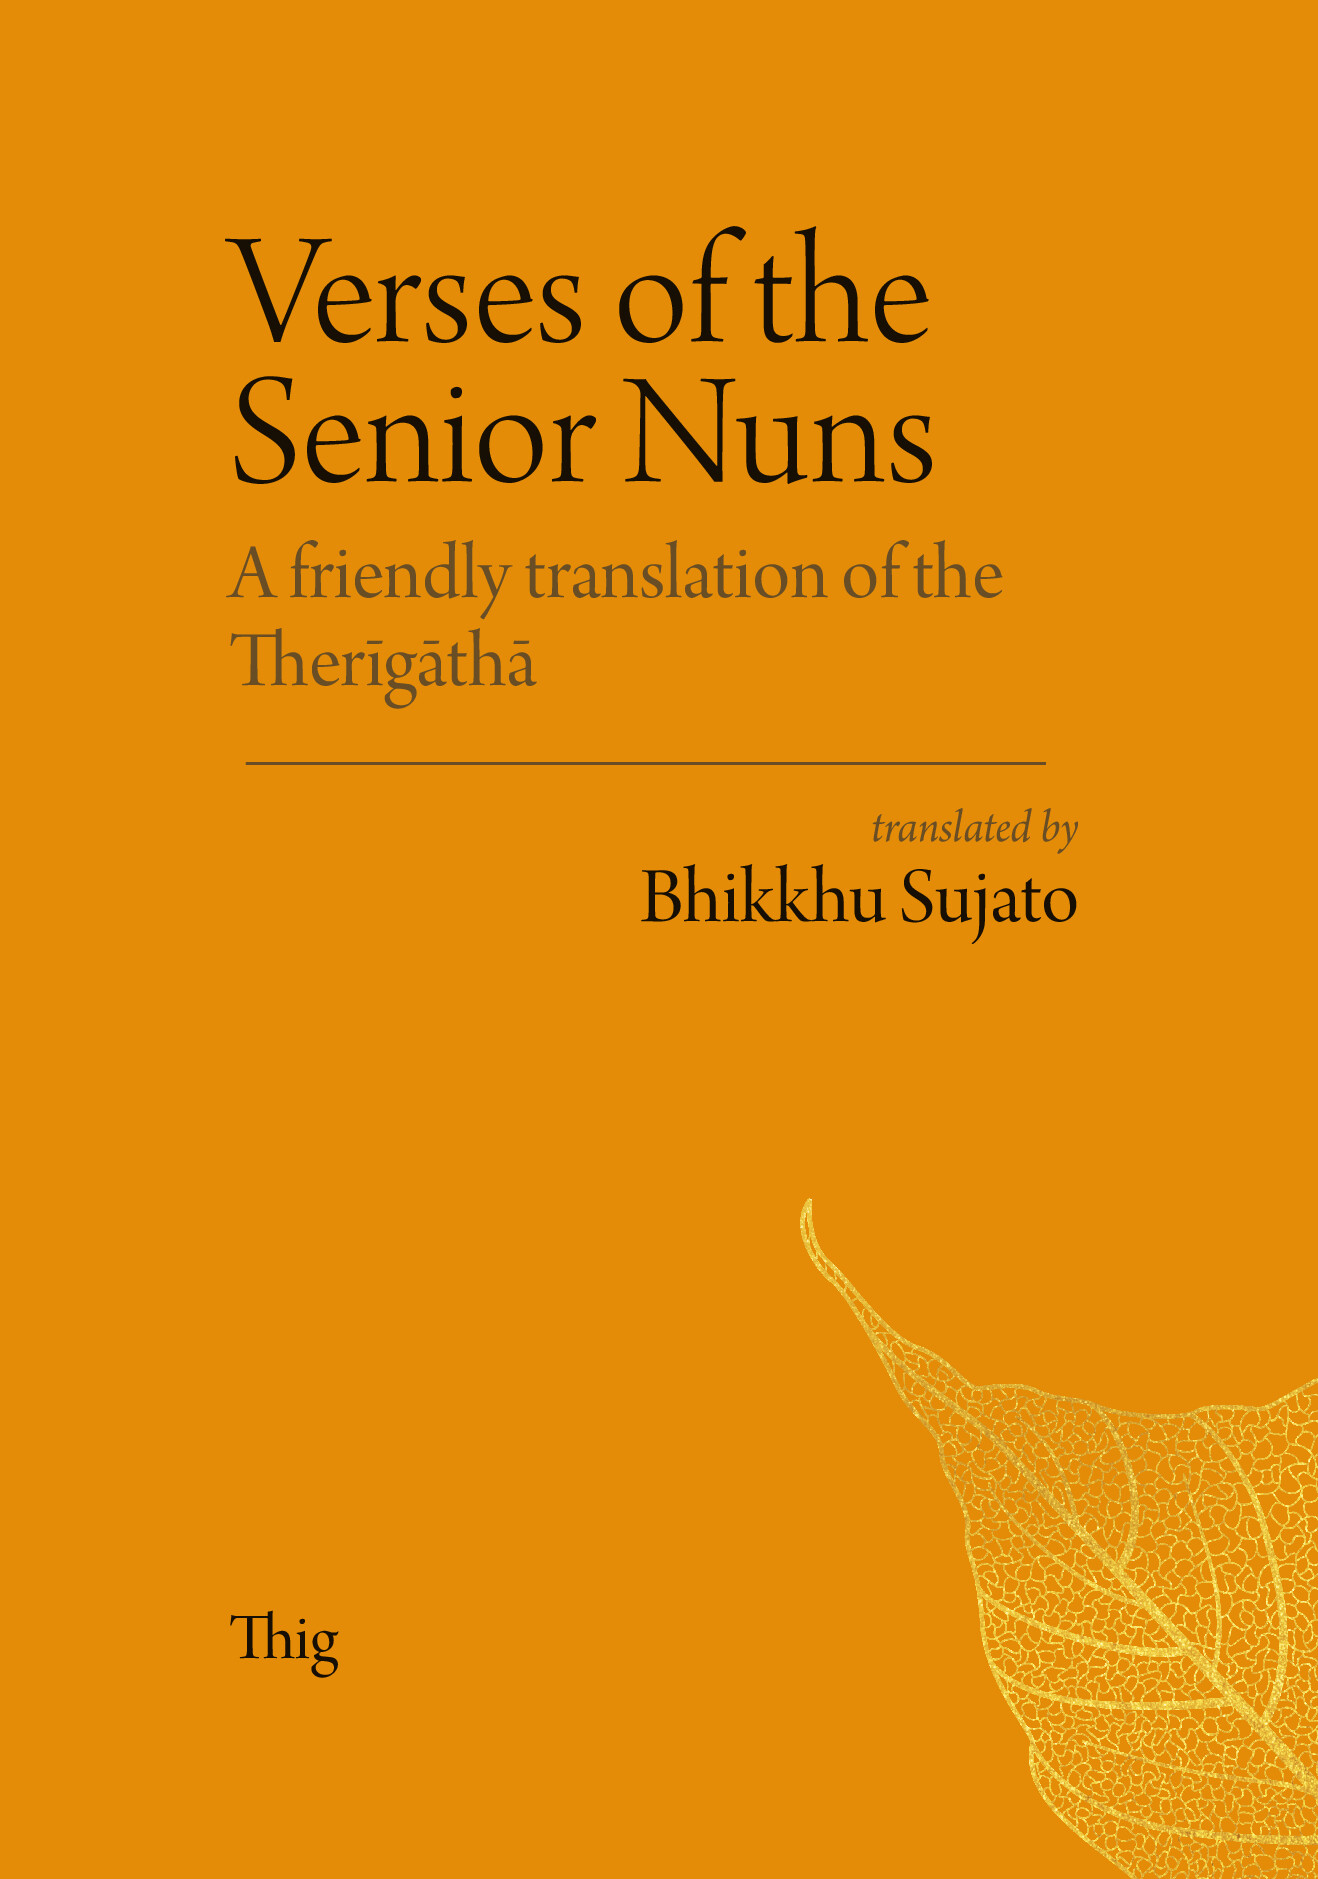 Verses of the
Senior Nuns
A friendly translation of the
Therīgāthā
translated by
Bhikkhu Sujato
Thig